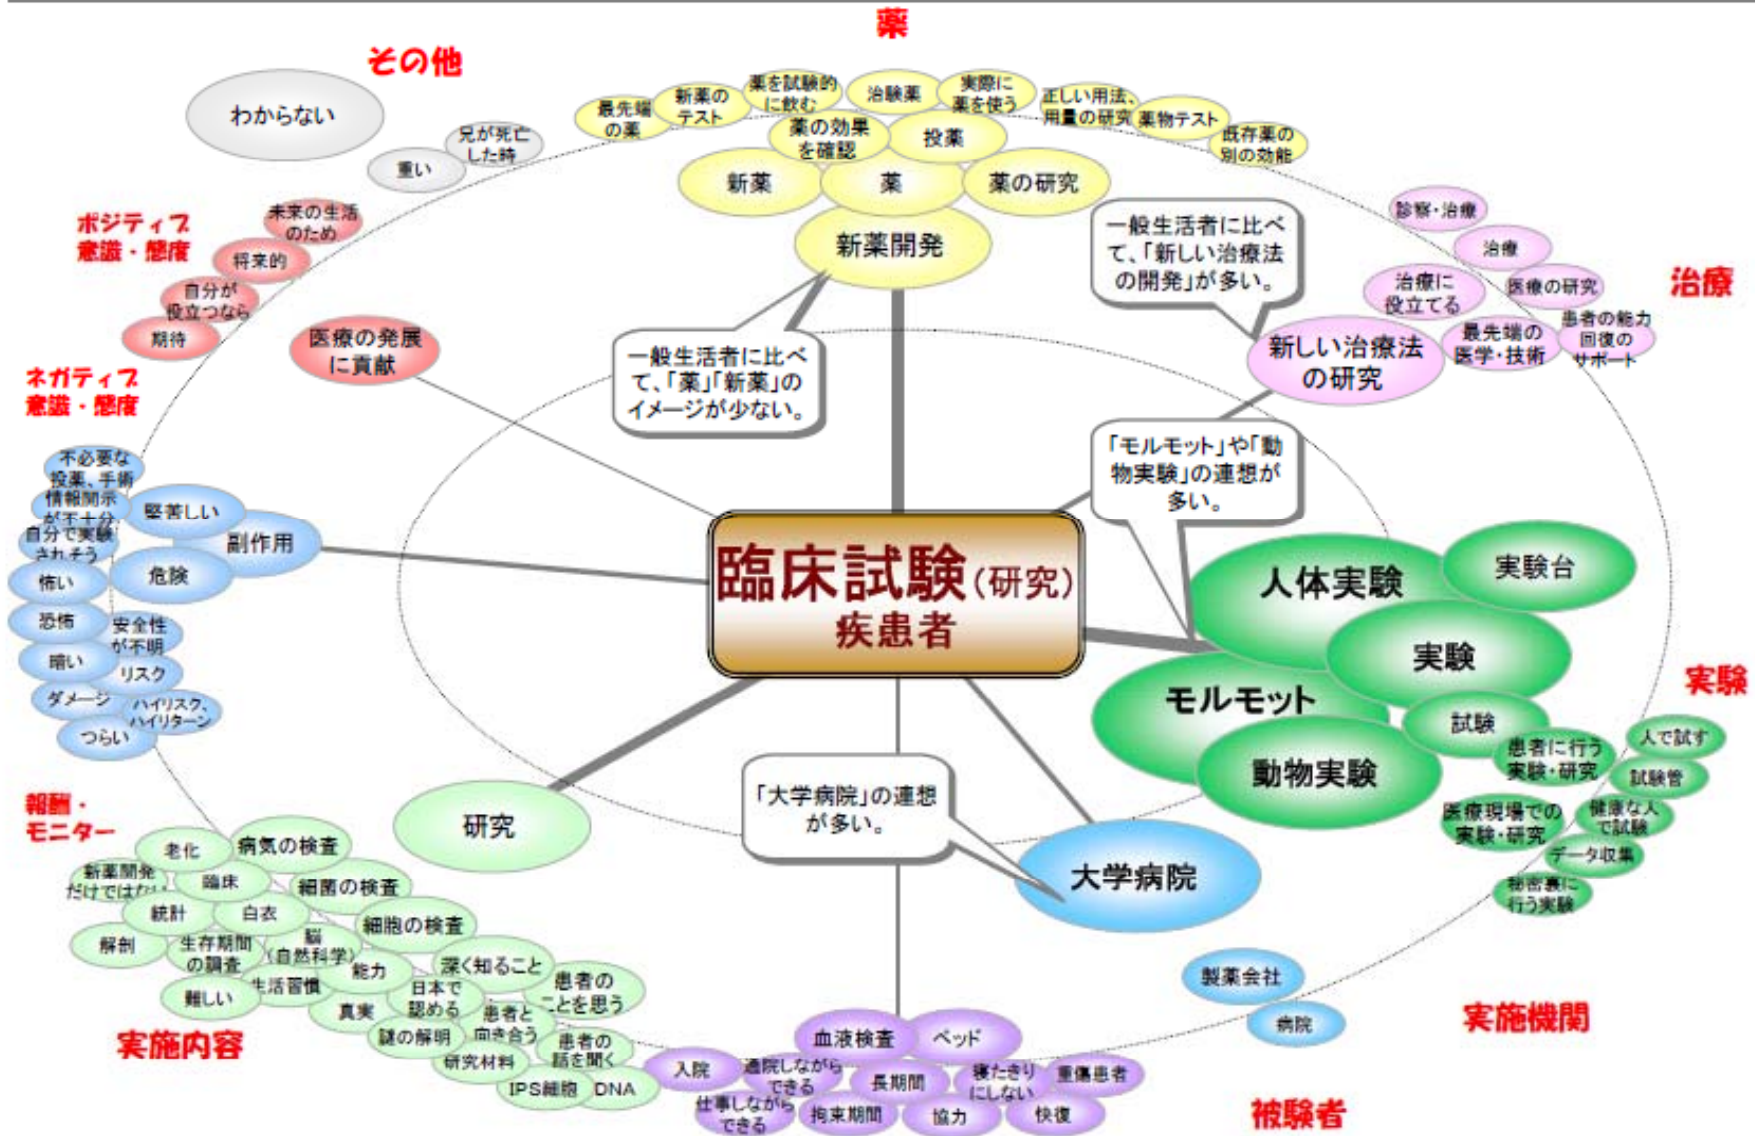 薬
その他
わからない
兄が死亡
した時
重い
最先端
の薬
新薬の
テスト
薬を試験的
に飲む
治験薬
実際に
薬を使う
正しい用法、
用量の研究
薬物テスト
既存薬の
別の効能
薬の効果
を確認
投薬
新薬
薬
薬の研究
新薬開発
一般生活者に比べ
て、「薬」「新薬」の
イメージが少ない。
一般生活者に比べ
て、「新しい治療法
の開発」が多い。
治療
診察・治療
治療
治療に
役立てる
医療の研究
患者の能力
回復の
サポート
最先端の
医学・技術
新しい治療法
の研究
ポジティブ
意識・態度
未来の生活
のため
将来的
自分が
役立つなら
期待
医療の発展
に貢献
ネガティブ
意識・態度
不必要な
投薬、手術
情報開示
が不十分
自分で実験
されそう
堅苦しい
副作用
危険
怖い
恐怖
安全性
が不明
暗い
リスク
ダメージ
ハイリスク、
ハイリターン
つらい
「モルモット」や「動
物実験」の連想が
多い。
臨床試験(研究)
疾患者
実験
人体実験
実験台
実験
モルモット
動物実験
試験
患者に行う
実験・研究
人で試す
試験管
医療現場での
実験・研究
健康な人
で試験
データ収集
秘密裏に
行う実験
「大学病院」の連想
が多い。
大学病院
製薬会社
病院
実施機関
報酬・
モニター
研究
老化
病気の検査
新薬開発
だけではない
臨床
細菌の検査
統計
白衣
細胞の検査
解剖
生存期間
の調査
脳
(自然科学)
能力
深く知ること
患者の
ことを思う
難しい
生活習慣
真実
日本で
認める
患者と
向き合う
謎の解明
患者の
話を聞く
研究材料
IPS細胞
DNA
実施内容
血液検査
ベッド
入院
通院しながら
できる
長期間
寝たきり
にしない
重傷患者
仕事しながら
できる
拘束期間
協力
快復
被験者